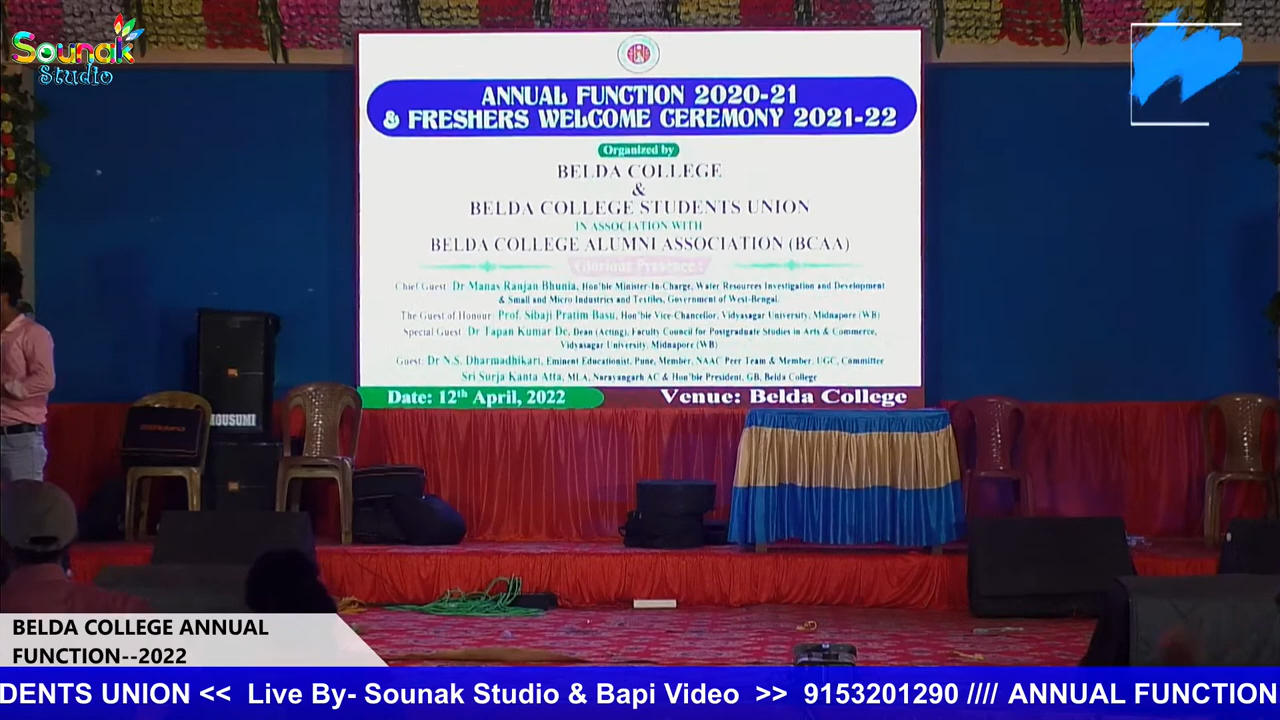 Sounak
Studio
ANNUAL FUNCTION 2020-21
& FRESHERS WELCOME CEREMONY 2021-22
Organized by
BELDA COLLEGE
&
BELDA COLLEGE STUDENTS UNION
IN ASSOCIATION WITH
BELDA COLLEGE ALUMNI ASSOCIATION (BCAA)
Glorious Presence :
Chief Guest: Dr Manas Ranjan Bhunia, Hon'ble Minister-In-Charge, Water Resources Investigation and Development
& Small and Micro Industries and Textiles, Government of West-Bengal.
The Guest of Honour: Prof. Sibaji Pratim Basu, Hon'ble Vice-Chancellor, Vidyasagar University, Midnapore (WB)
Special Guest: Dr Tapan Kumar De, Dean (Acting), Faculty Council for Postgraduate Studies in Arts & Commerce,
Vidyasagar University, Midnapore (WB)
Guest: Dr N.S. Dharmadhikari, Eminent Educationist, Pune, Member, NAAC Peer Team & Member, UGC, Committee
Sri Surja Kanta Atta, MLA, Narayangarh AC & Hon'ble President, GB, Belda College
Date: 12th April, 2022
Venue: Belda College
MOUSUMI
BELDA COLLEGE ANNUAL
FUNCTION--2022
DENTS UNION << Live By- Sounak Studio & Bapi Video >> 9153201290 //// ANNUAL FUNCTION